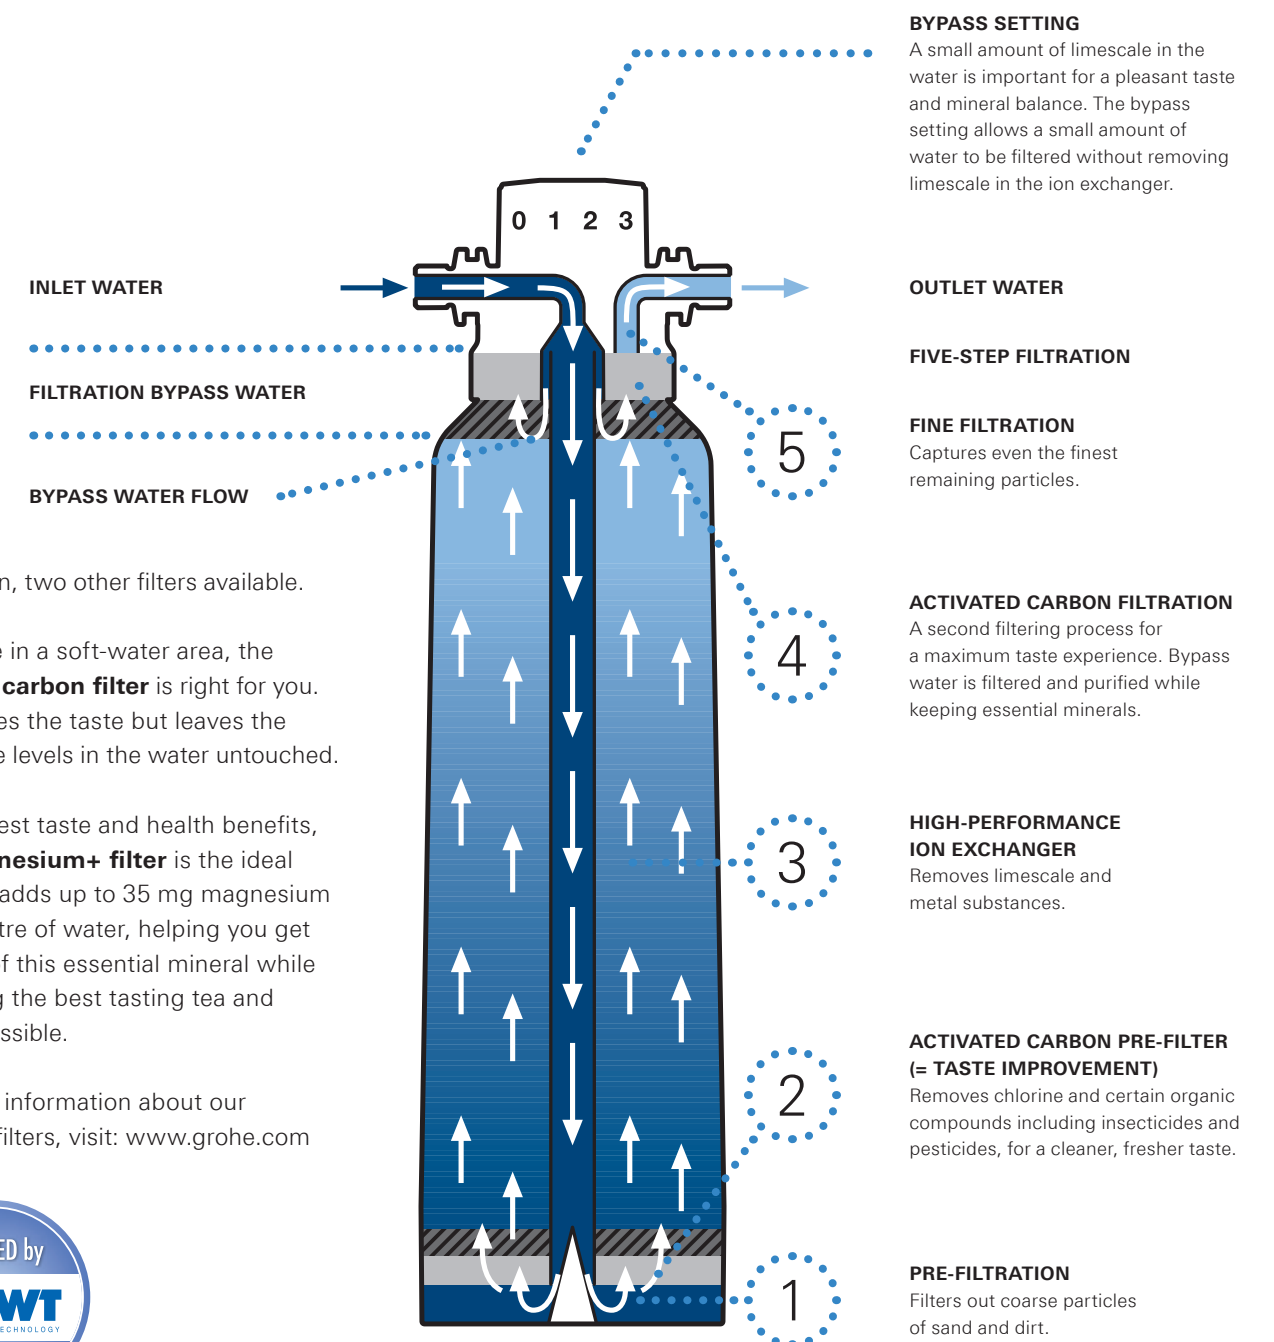 BYPASS SETTING
A small amount of limescale in the
water is important for a pleasant taste
and mineral balance. The bypass
setting allows a small amount of
water to be filtered without removing
limescale in the ion exchanger.
0 1 2 3
INLET WATER
OUTLET WATER
FILTRATION BYPASS WATER
BYPASS WATER FLOW
FIVE-STEP FILTRATION
5
FINE FILTRATION
Captures even the finest
remaining particles.
4
ACTIVATED CARBON FILTRATION
A second filtering process for
a maximum taste experience. Bypass
water is filtered and purified while
keeping essential minerals.
3
HIGH-PERFORMANCE
ION EXCHANGER
Removes limescale and
metal substances.
2
ACTIVATED CARBON PRE-FILTER
(= TASTE IMPROVEMENT)
Removes chlorine and certain organic
compounds including insecticides and
pesticides, for a cleaner, fresher taste.
1
PRE-FILTRATION
Filters out coarse particles
of sand and dirt.
n, two other filters available.
e in a soft-water area, the
carbon filter is right for you.
es the taste but leaves the
e levels in the water untouched.
est taste and health benefits,
nesium+ filter is the ideal
adds up to 35 mg magnesium
tre of water, helping you get
f this essential mineral while
g the best tasting tea and
ssible.
information about our
filters, visit: www.grohe.com
ED by
WT
ECHNOLOGY